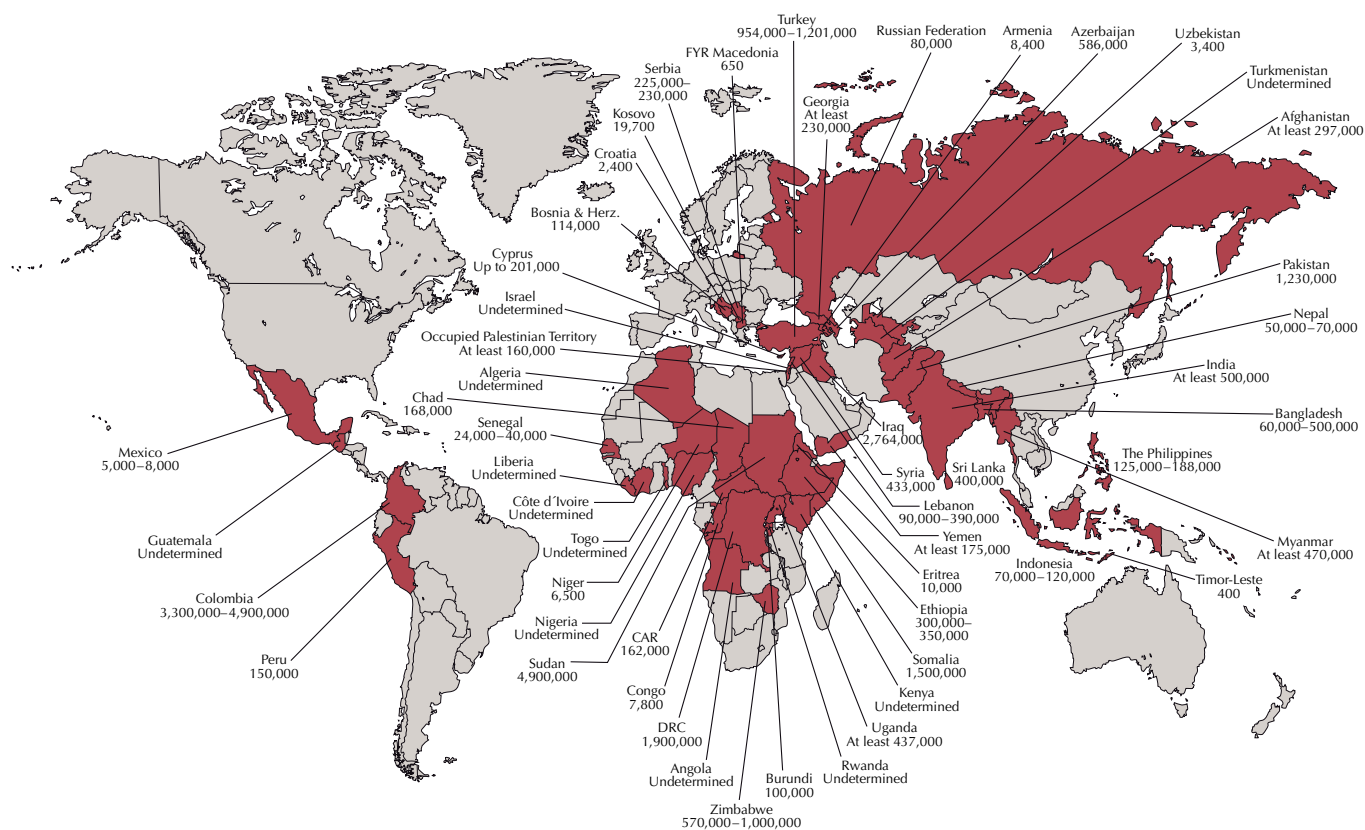 Turkey
954,000–1,201,000
Russian Federation
80,000
Armenia
8,400
Azerbaijan
586,000
Uzbekistan
3,400
FYR Macedonia
650
Serbia
225,000–
230,000
Turkmenistan
Undetermined
Georgia
At least
230,000
Kosovo
19,700
Afghanistan
At least 297,000
Croatia
2,400
Bosnia & Herz.
114,000
Cyprus
Up to 201,000
Pakistan
1,230,000
Israel
Undetermined
Nepal
50,000–70,000
Occupied Palestinian Territory
At least 160,000
India
At least 500,000
Algeria
Undetermined
Chad
168,000
Bangladesh
60,000–500,000
Senegal
24,000–40,000
Iraq
2,764,000
Mexico
5,000–8,000
The Philippines
125,000–188,000
Liberia
Undetermined
Syria
433,000
Sri Lanka
400,000
Côte d´Ivoire
Undetermined
Lebanon
90,000–390,000
Togo
Undetermined
Guatemala
Undetermined
Yemen
At least 175,000
Myanmar
At least 470,000
Indonesia
70,000–120,000
Eritrea
10,000
Timor-Leste
400
Niger
6,500
Colombia
3,300,000–4,900,000
Ethiopia
300,000–
350,000
Nigeria
Undetermined
CAR
162,000
Peru
150,000
Sudan
4,900,000
Somalia
1,500,000
Congo
7,800
Kenya
Undetermined
DRC
1,900,000
Uganda
At least 437,000
Angola
Undetermined
Rwanda
Undetermined
Burundi
100,000
Zimbabwe
570,000–1,000,000